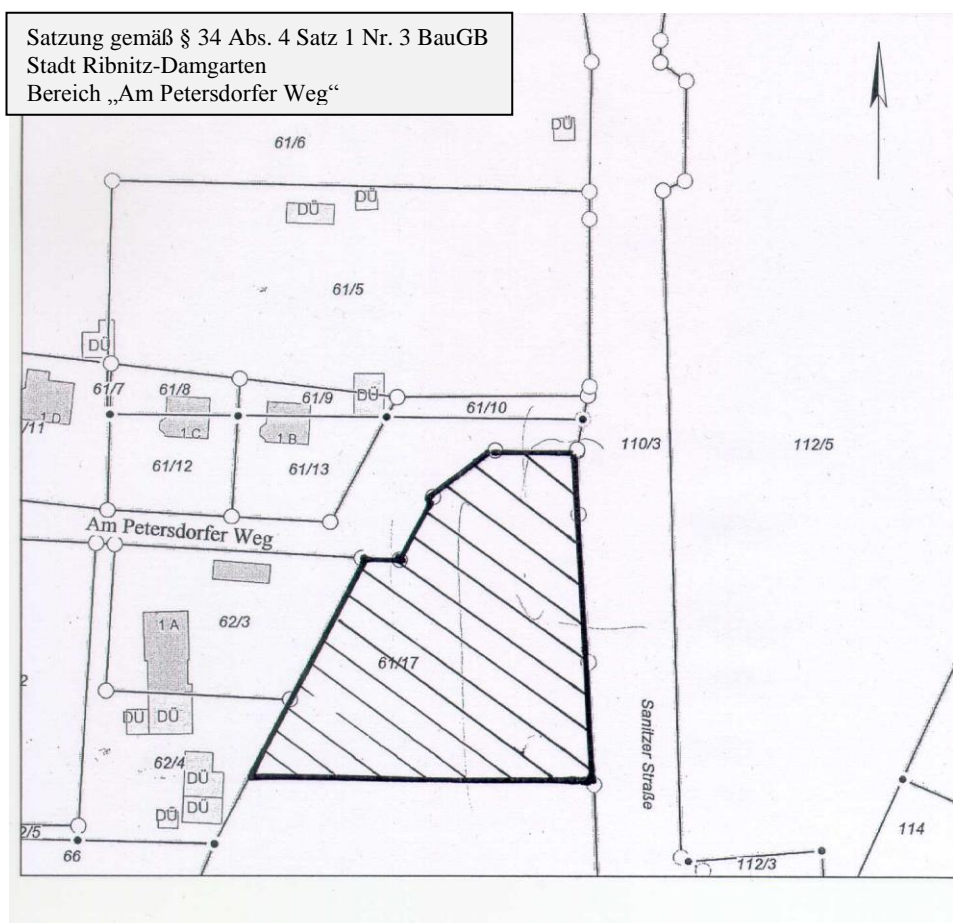 Satzung gemäß § 34 Abs. 4 Satz 1 Nr. 3 BauGB
Stadt Ribnitz-Damgarten
Bereich „Am Petersdorfer Weg“
61/6
DÜ
DÜ
DÜ
61/5
DÜ
61/7
61/8
61/9
DÜ
61/10
1 D
/11
1 C
1 B
110/3
112/5
61/12
61/13
Am Petersdorfer Weg
1 A
62/3
61/17
2
DÜ
DÜ
Sanitzer Straße
62/4
DÜ
DÜ
DÜ
2/5
66
114
112/3